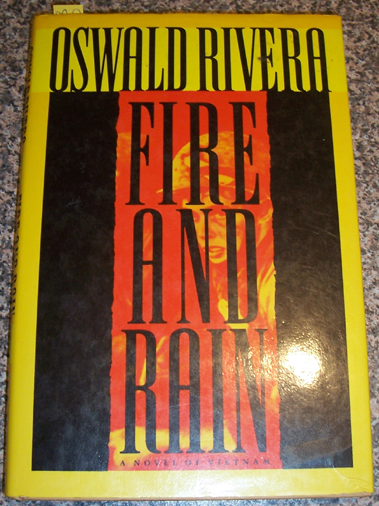 OSWALD RIVERA
FIRE
AND
RAIN
A NOVEL OF VIETNAM